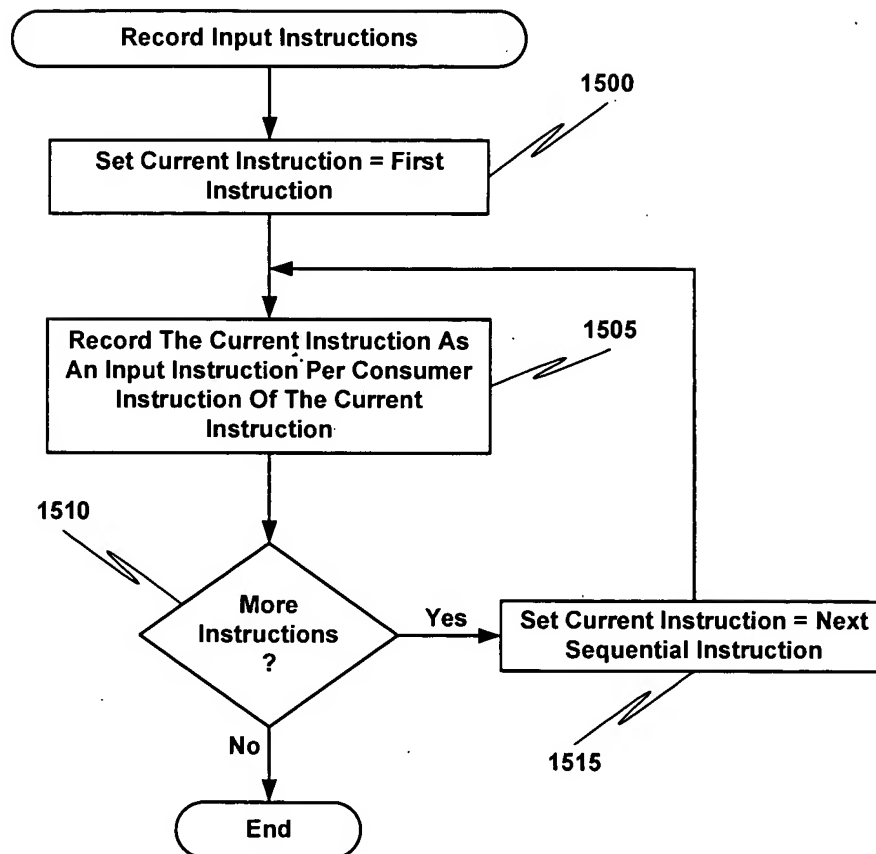 Record Input Instructions
1500
Set Current Instruction = First
Instruction
Record The Current Instruction As
An Input Instruction Per Consumer
Instruction Of The Current
Instruction
1505
1510
More
Instructions
?
Yes
Set Current Instruction = Next
Sequential Instruction
No
1515
End